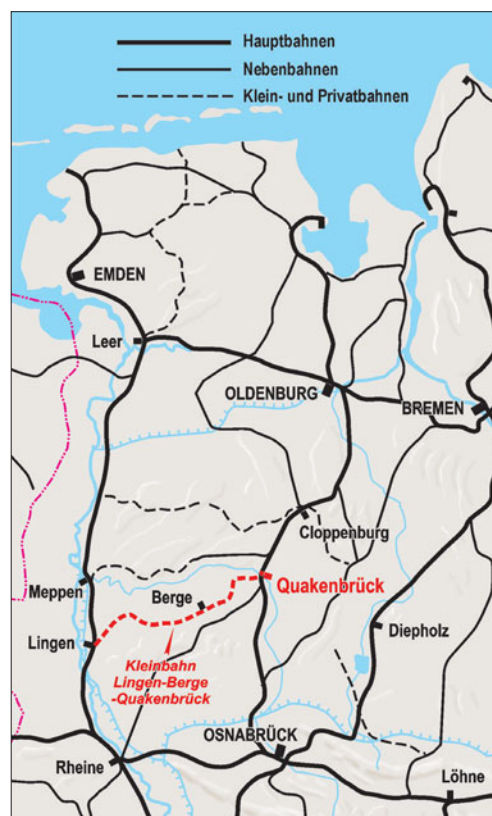 Hauptbahnen
Nebenbahnen
Klein- und Privatbahnen
EMDEN
Leer
OLDENBURG
BREMEN
Cloppenburg
Meppen
Berge
Quakenbrück
Lingen
Diepholz
Kleinbahn
Lingen-Berge
-Quakenbrück
OSNABRÜCK
Rheine
Löhne